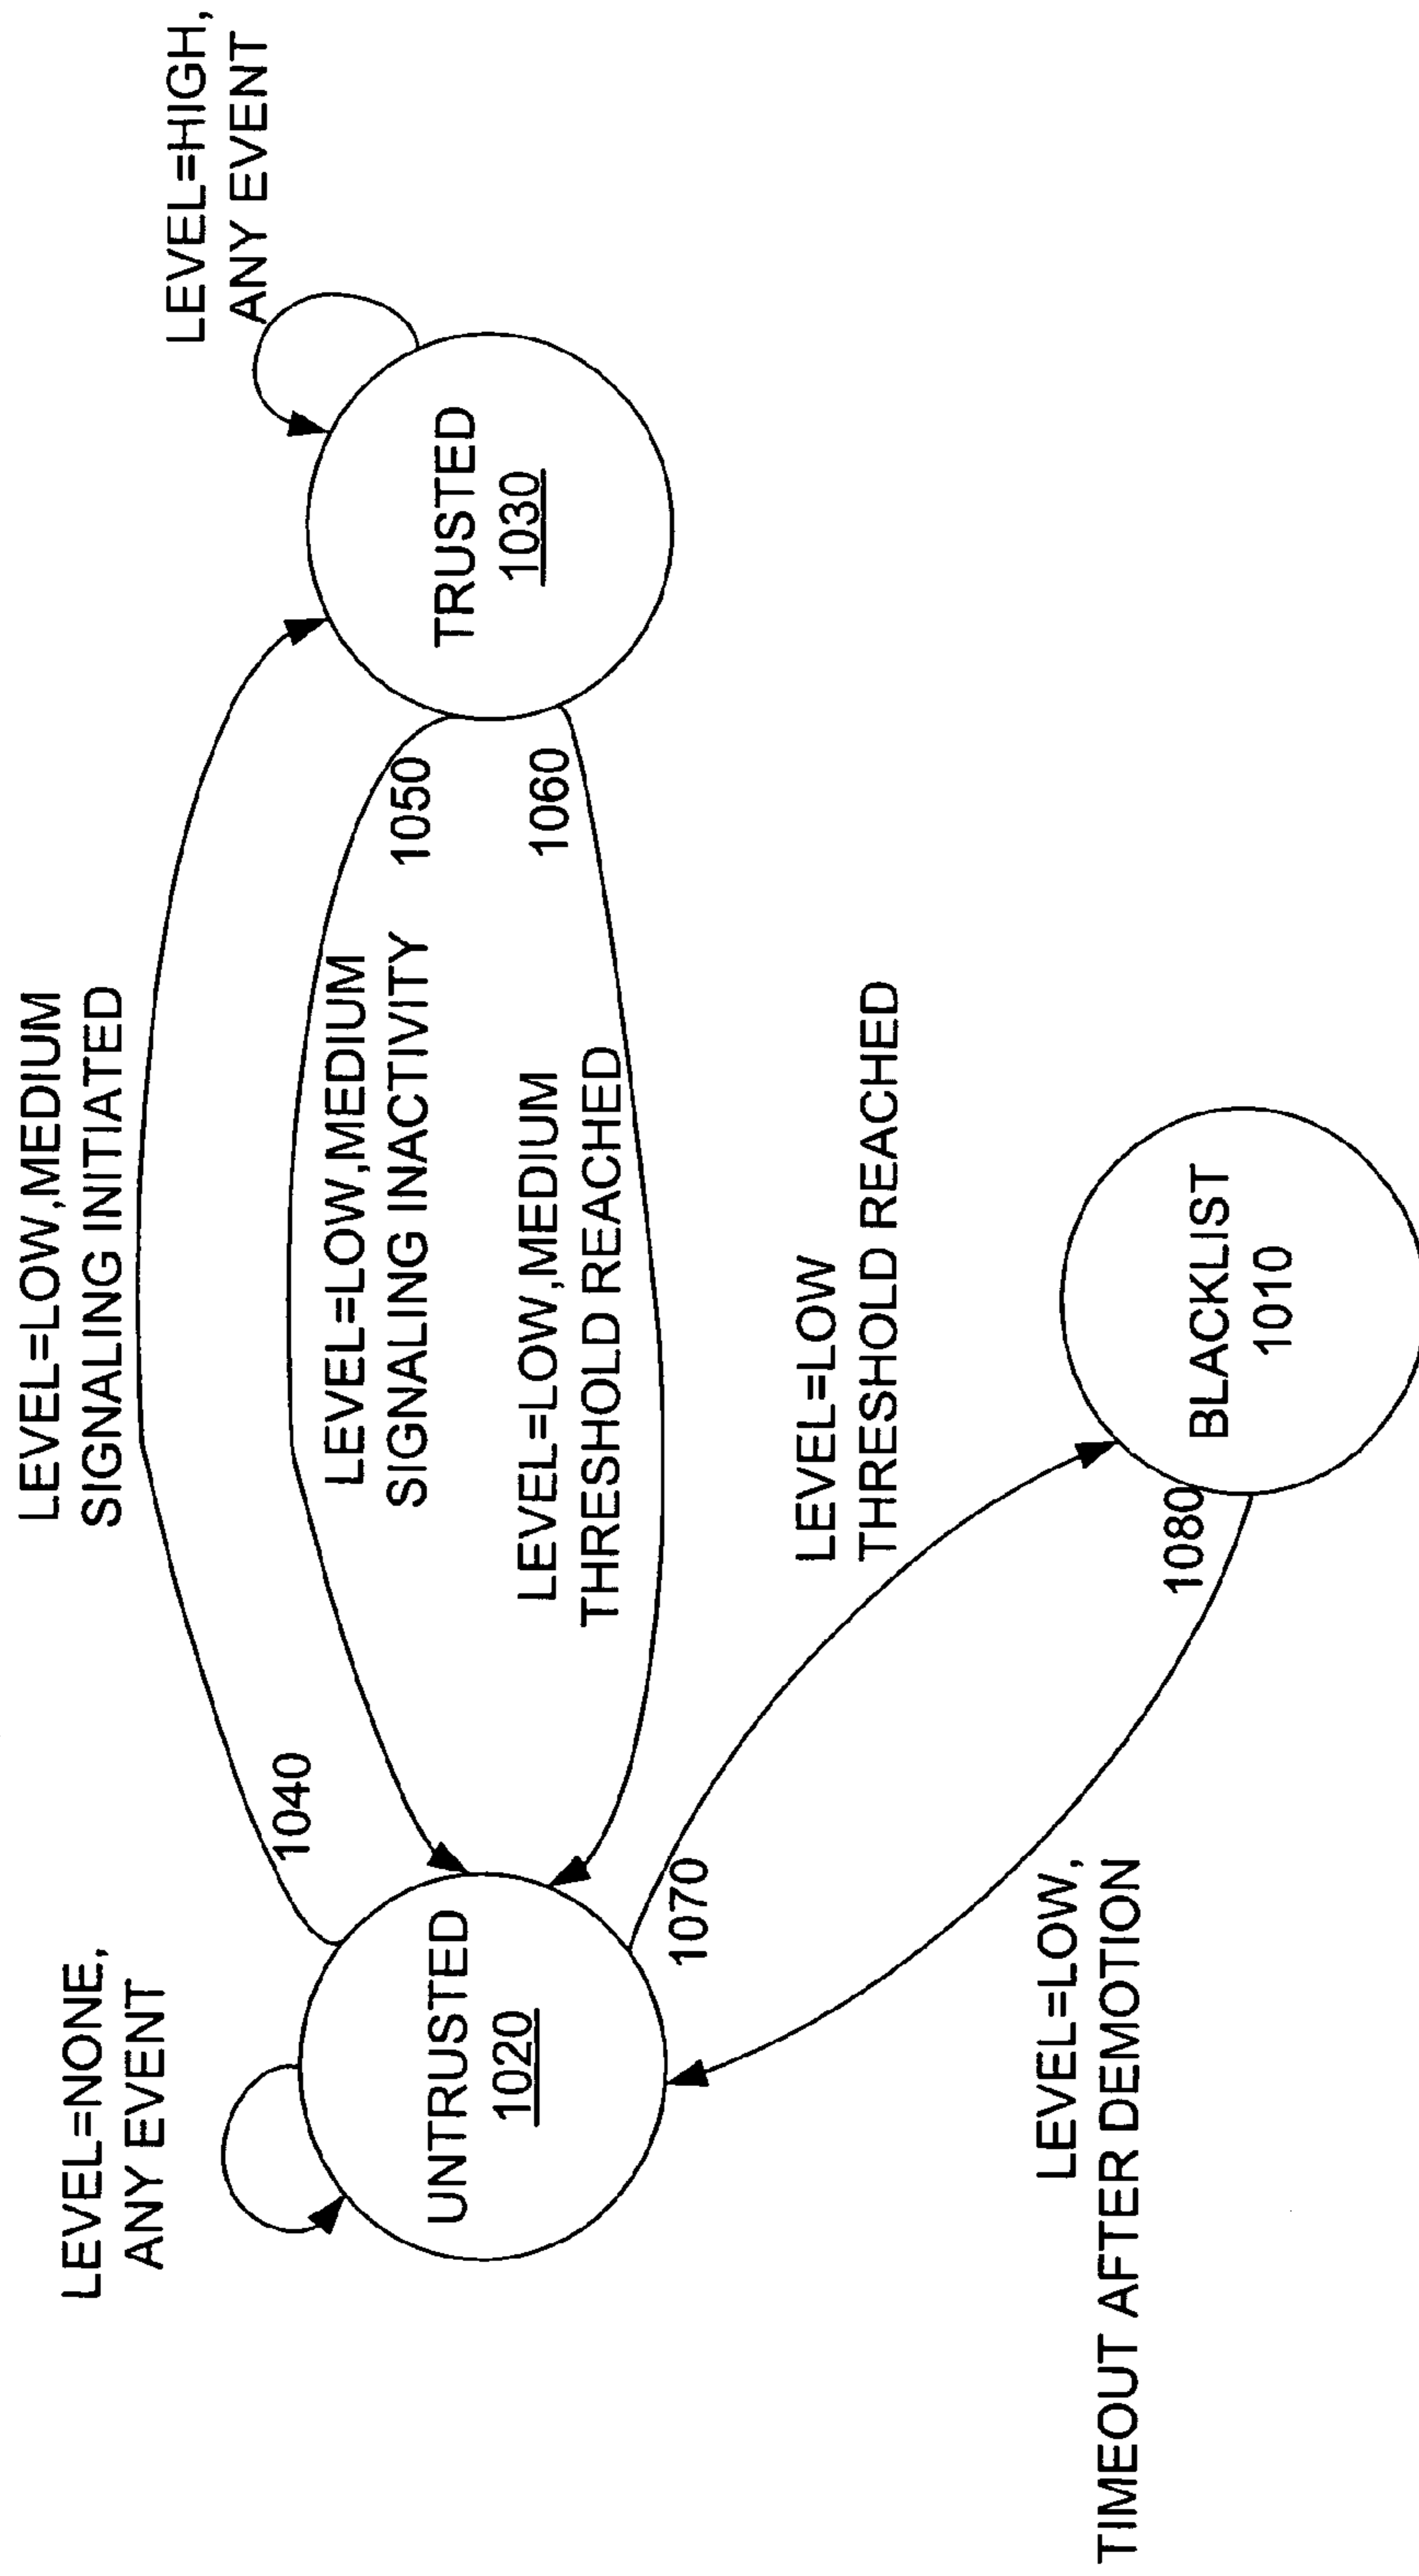 LEVEL=LOW,MEDIUM
SIGNALING INITIATED
LEVEL=HIGH,
ANY EVENT
LEVEL=NONE,
ANY EVENT
1040
LEVEL=LOW,MEDIUM
SIGNALING INACTIVITY
1050
UNTRUSTED
1020
TRUSTED
1030
LEVEL=LOW,MEDIUM
THRESHOLD REACHED
1060
1070
LEVEL=LOW
THRESHOLD REACHED
LEVEL=LOW,
TIMEOUT AFTER DEMOTION
1080
BLACKLIST
1010